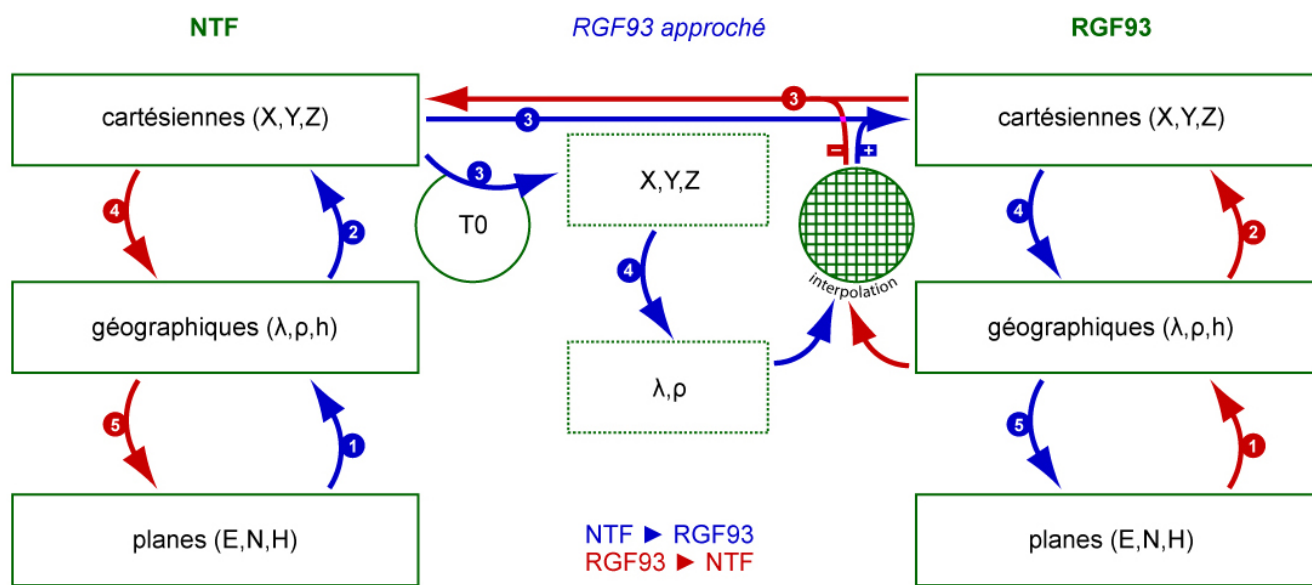 NTF
RGF93 approché
RGF93
cartésiennes (X,Y,Z)
3
3
cartésiennes (X,Y,Z)
3
− +
X,Y,Z
T0
4
2
4
4
2
interpolation
géographiques (λ,ρ,h)
géographiques (λ,ρ,h)
λ,ρ
5
1
5
1
planes (E,N,H)
NTF ► RGF93
RGF93 ► NTF
planes (E,N,H)